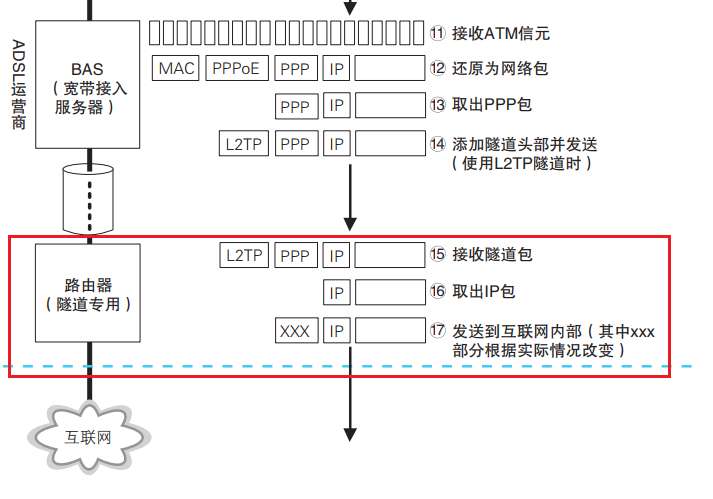 ADSL运营商
BAS
（宽带接入
服务器）
⑪ 接收ATM信元
MAC PPPoE PPP IP ⑫ 还原为网络包
PPP IP ⑬ 取出PPP包
L2TP PPP IP ⑭ 添加隧道头部并发送
（使用L2TP隧道时）
路由器
（隧道专用）
L2TP PPP IP ⑮ 接收隧道包
IP ⑯ 取出IP包
XXX IP ⑰ 发送到互联网内部（其中xxx
部分根据实际情况改变）
互联网